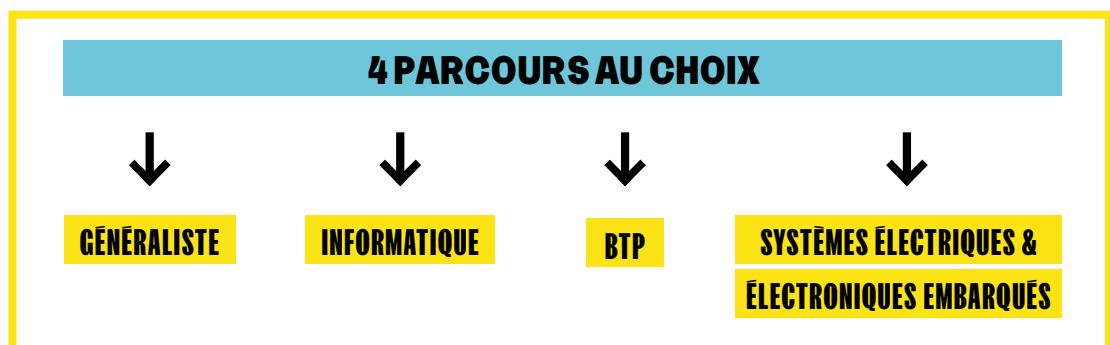 4 PARCOURS AU CHOIX
GÉNÉRALISTE
INFORMATIQUE
BTP
SYSTÈMES ÉLECTRIQUES &
ÉLECTRONIQUES EMBARQUÉS